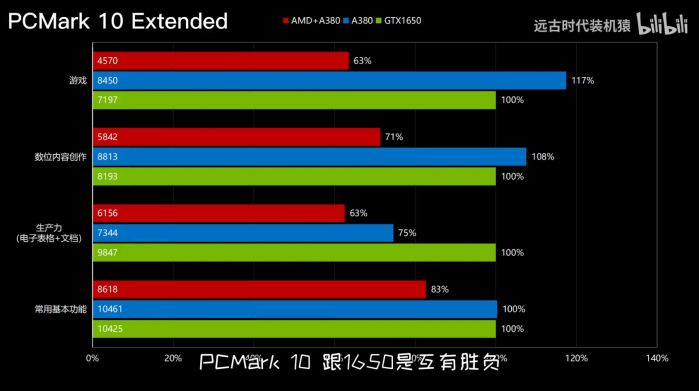 PCMark 10 Extended
AMD+A380 A380 GTX1650
远古时代装机猿 bilibili
游戏
4570 63%
8450 117%
7197 100%
数位内容创作
5842 71%
8813 108%
8193 100%
生产力
(电子表格+文档)
6156 63%
7344 75%
9847 100%
常用基本功能
8618 83%
10461 100%
10425 100%
0% 20% 40% 60% 80% 100% 120% 140%
PCMark 10 跟1650是互有胜负